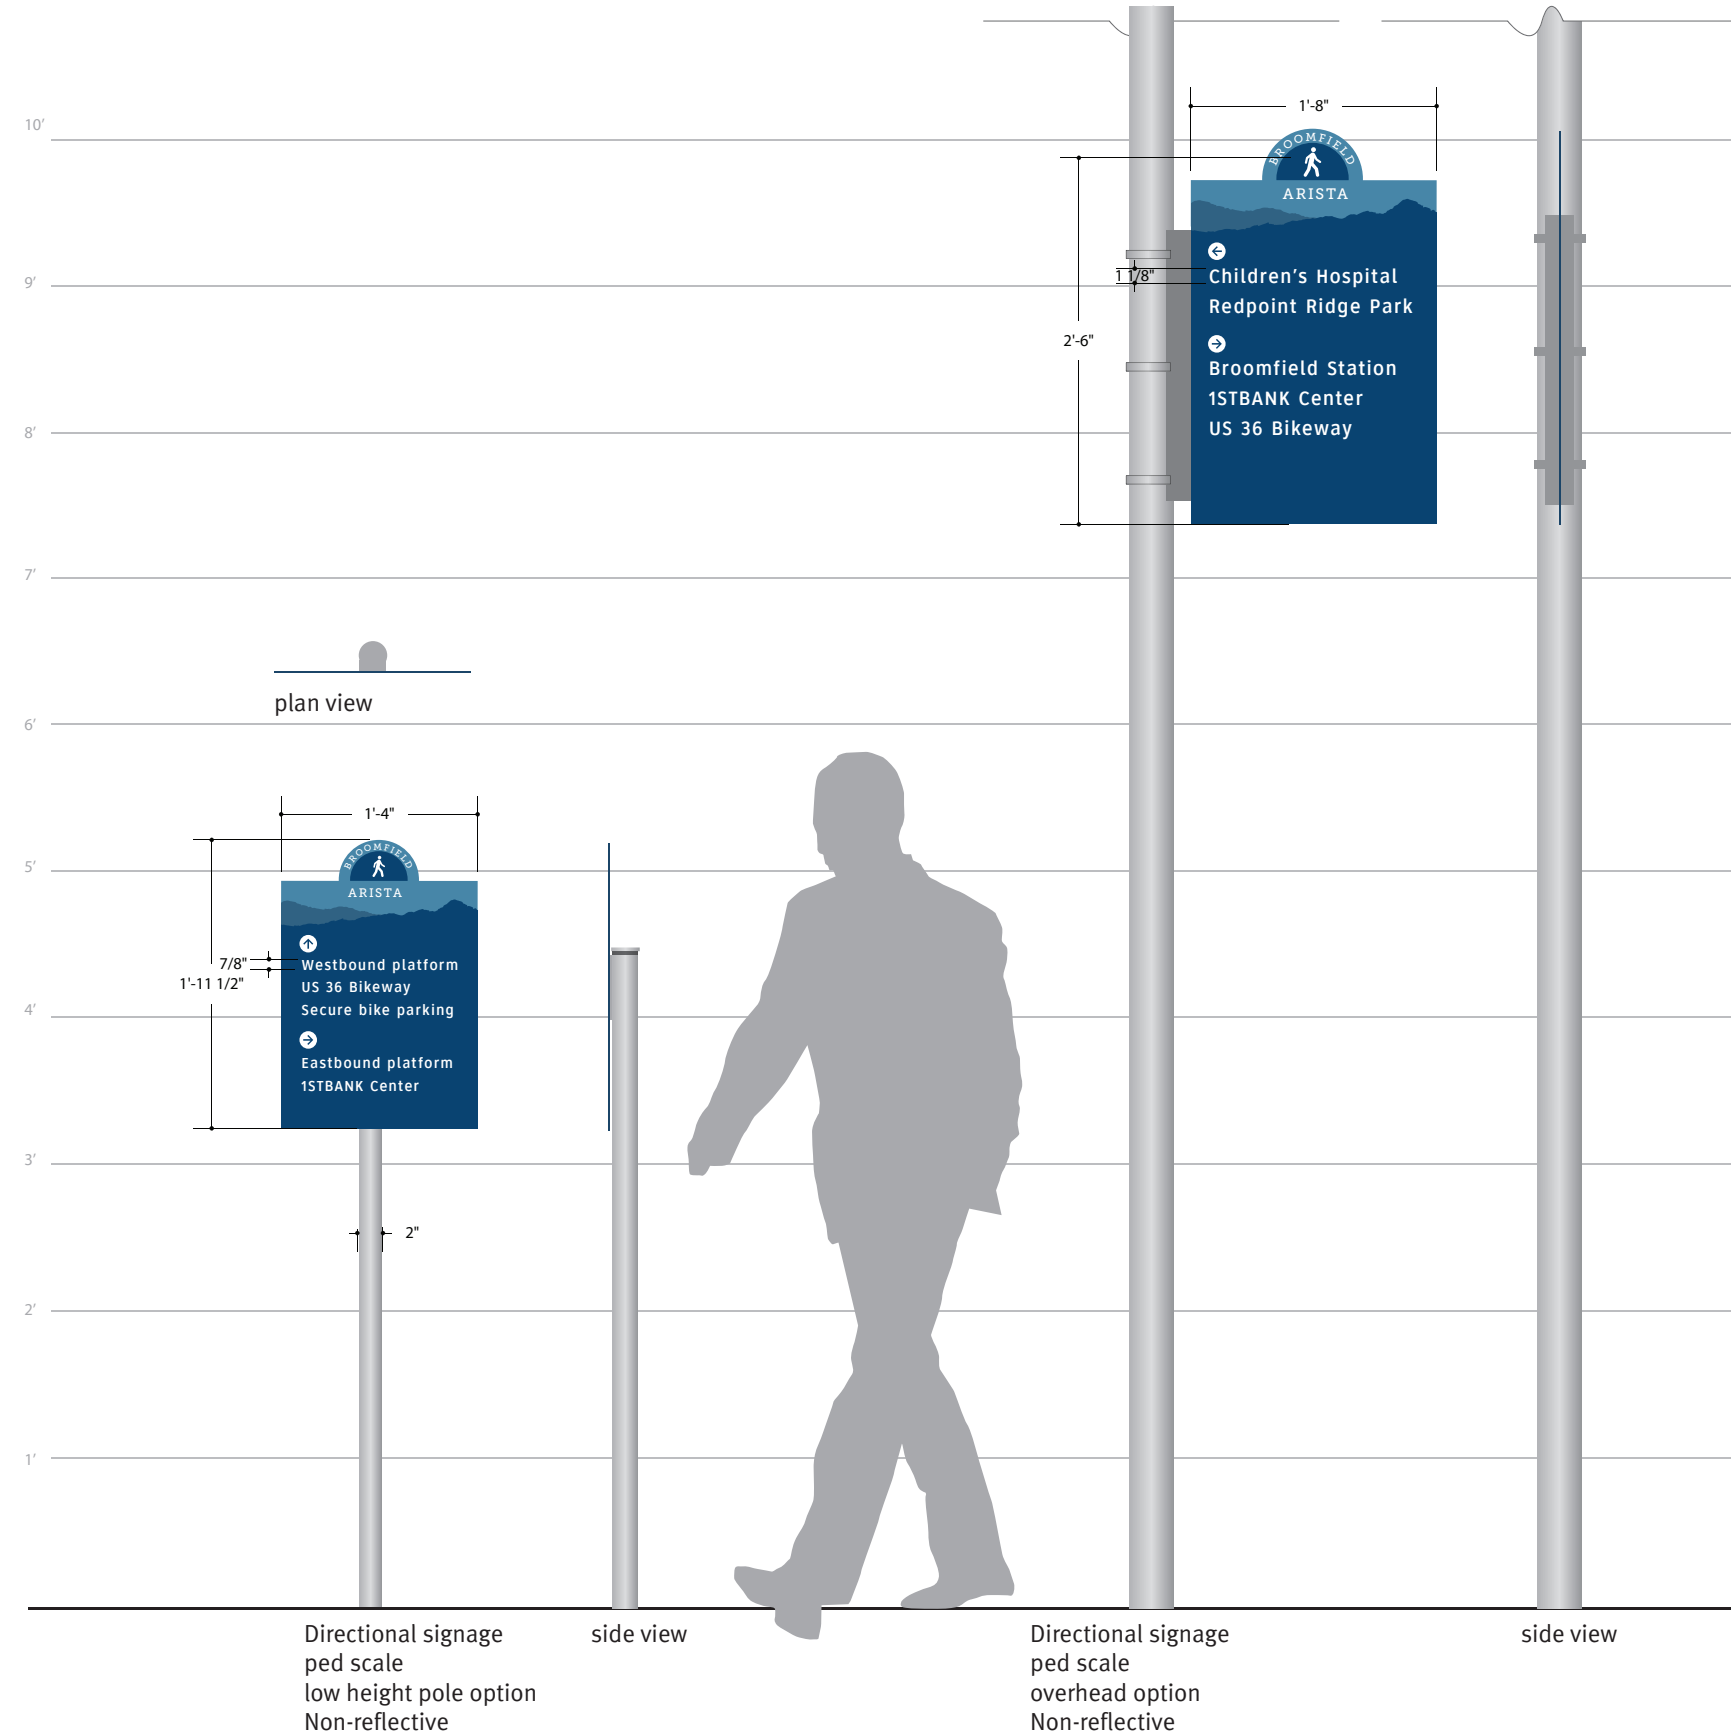 10'
9'
8'
7'
6'
5'
4'
3'
2'
1'
1'-8"
BROOMFIELD
ARISTA
2'-6"
1 1/8"
Children's Hospital
Redpoint Ridge Park
Broomfield Station
1STBANK Center
US 36 Bikeway
plan view
1'-4"
BROOMFIELD
ARISTA
7/8"
1'-11 1/2"
Westbound platform
US 36 Bikeway
Secure bike parking
Eastbound platform
1STBANK Center
2"
Directional signage
ped scale
low height pole option
Non-reflective
side view
Directional signage
ped scale
overhead option
Non-reflective
side view